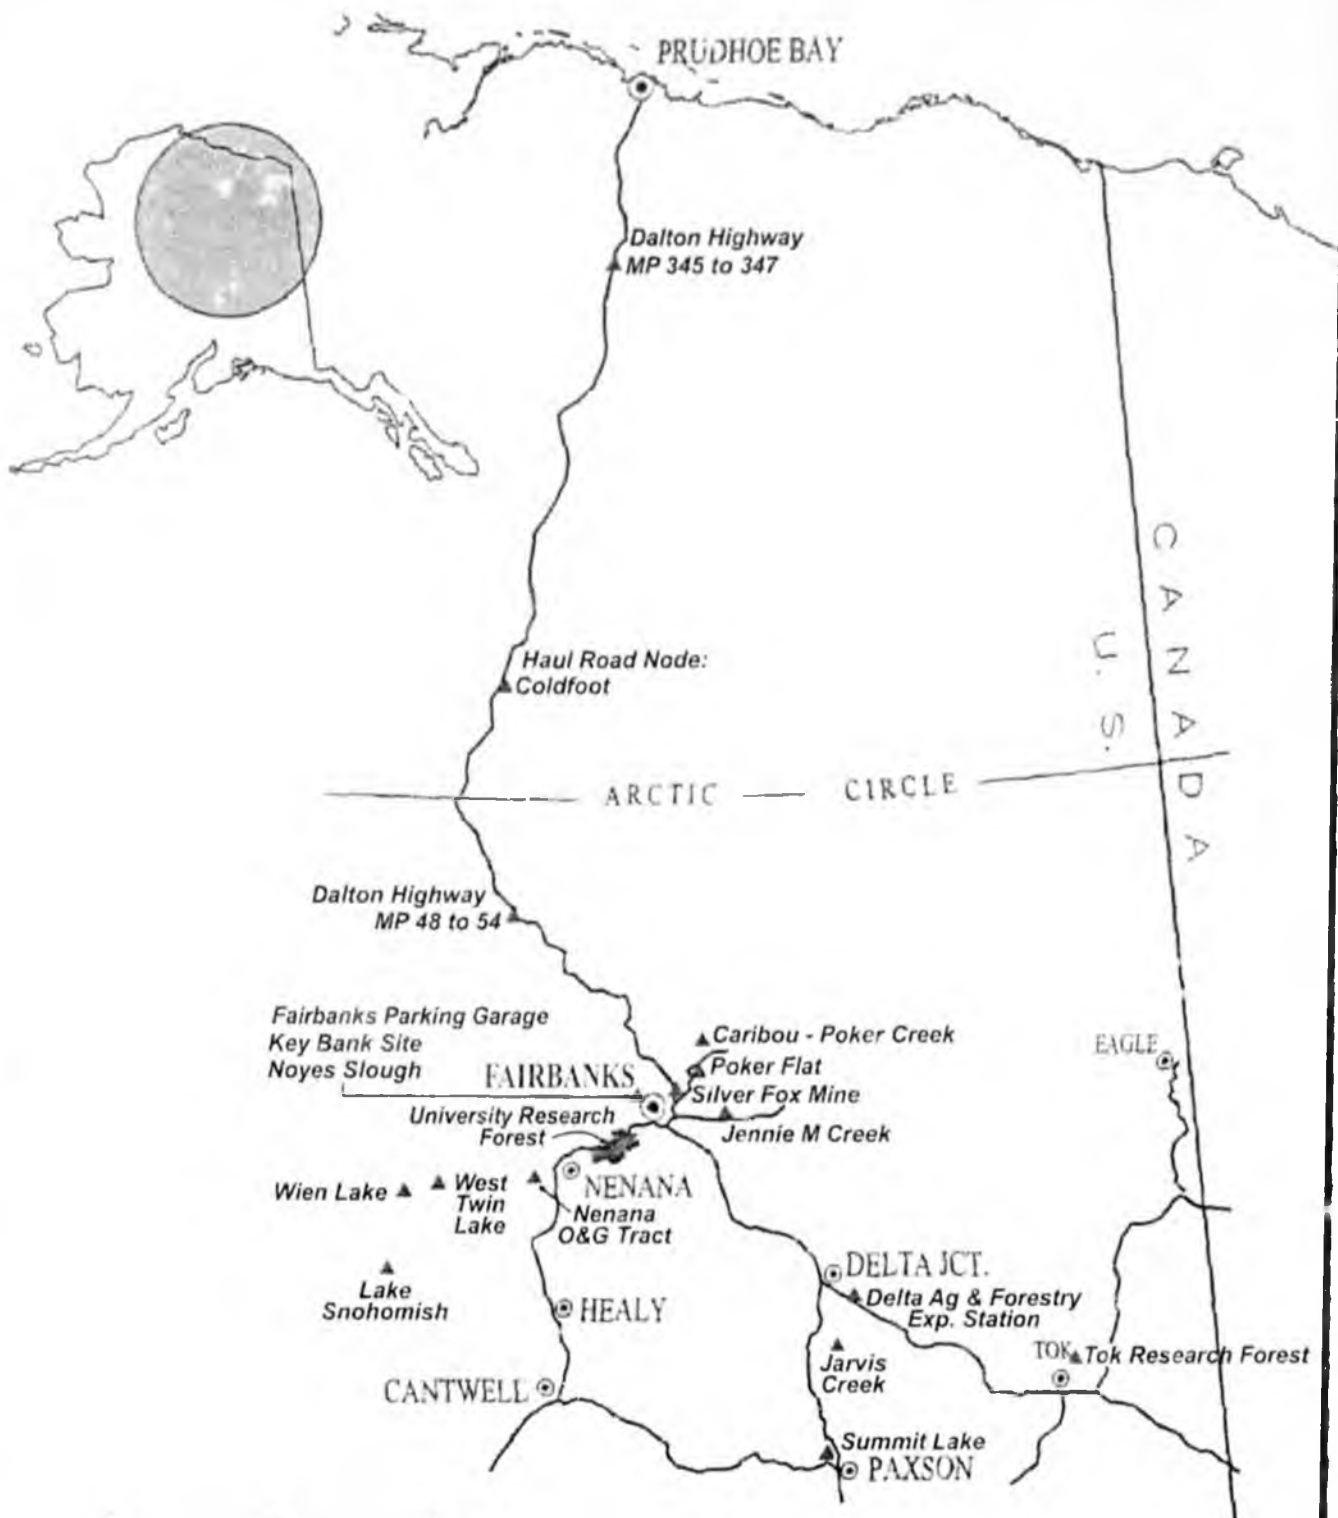 PRUDHOE BAY
Dalton Highway
MP 345 to 347
CANADA
U. S.
Haul Road Node:
Coldfoot
ARCTIC CIRCLE
Dalton Highway
MP 48 to 54
Fairbanks Parking Garage
Key Bank Site
Noyes Slough
FAIRBANKS
Caribou - Poker Creek
Poker Flat
Silver Fox Mine
Jennie M Creek
EAGLE
University Research
Forest
Wien Lake
West
Twin
Lake
NENANA
Nenana
O&G Tract
Lake
Snohomish
HEALY
DELTA JCT.
Delta Ag & Forestry
Exp. Station
Jarvis
Creek
TOK
Tok Research Forest
CANTWELL
Summit Lake
PAXSON